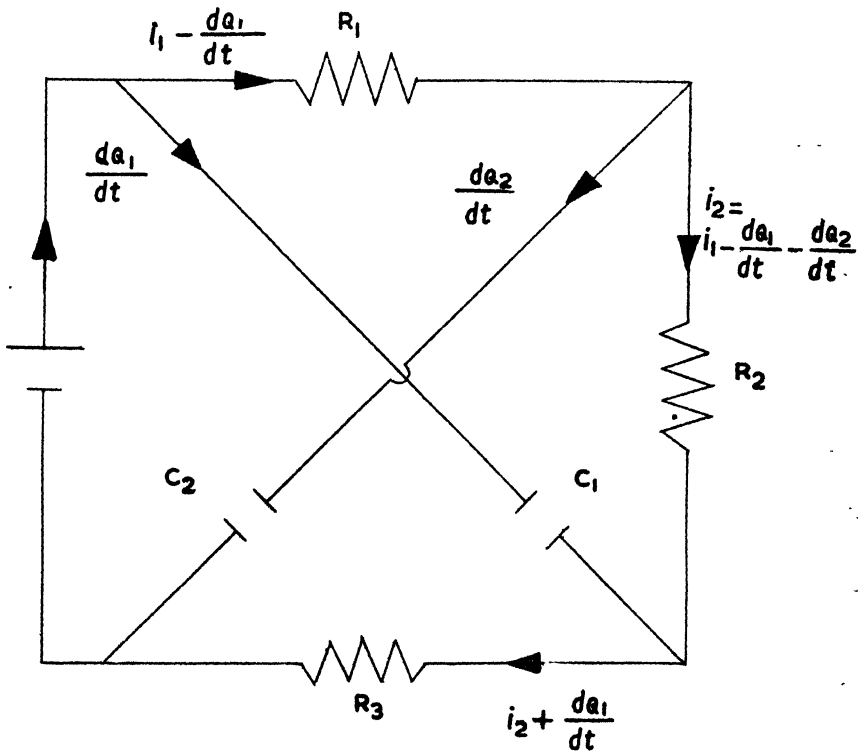 i₁ - dQ₁/dt
R₁
dQ₁/dt
dQ₂/dt
i₂=
i₁ - dQ₁/dt - dQ₂/dt
R₂
C₂
C₁
R₃
i₂ + dQ₁/dt